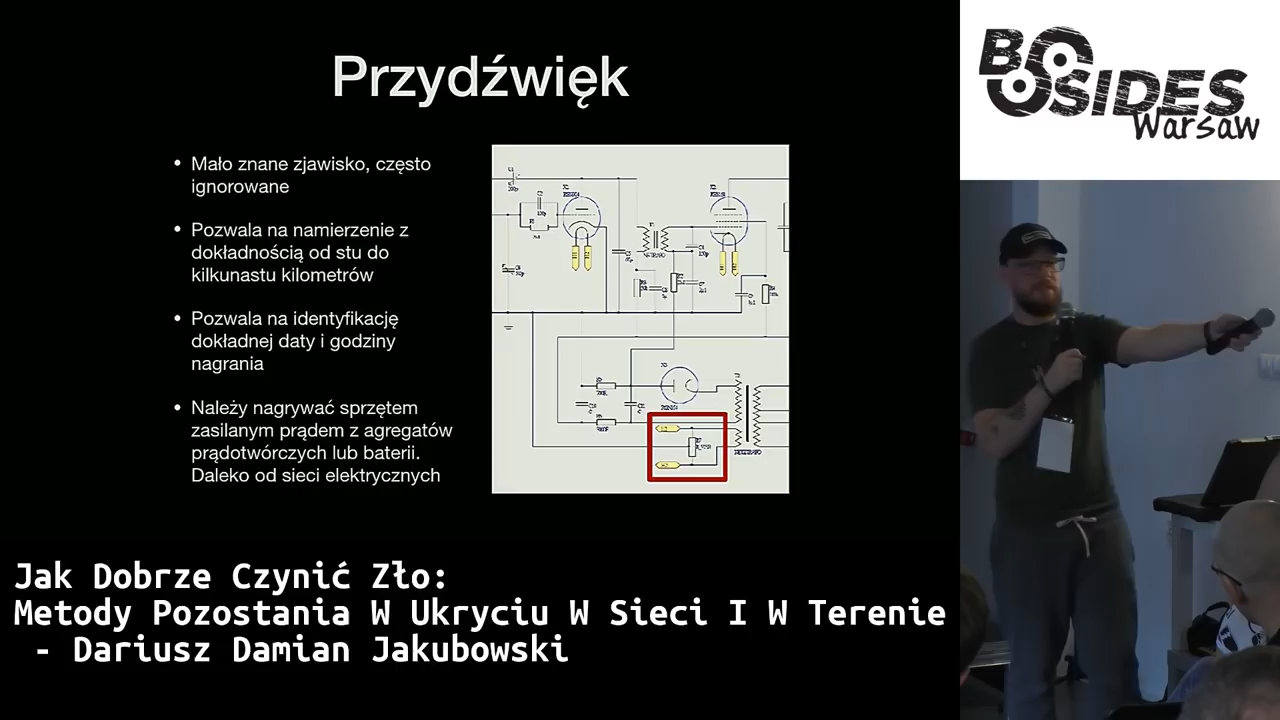 Przydźwięk
• Mało znane zjawisko, często
ignorowane
• Pozwala na namierzenie z
dokładnością od stu do
kilkunastu kilometrów
• Pozwala na identyfikację
dokładnej daty i godziny
nagrania
• Należy nagrywać sprzętem
zasilanym prądem z agregatów
prądotwórczych lub baterii.
Daleko od sieci elektrycznych
BSIDES
Warsaw
Jak Dobrze Czynić Zło:
Metody Pozostania W Ukryciu W Sieci I W Terenie
- Dariusz Damian Jakubowski